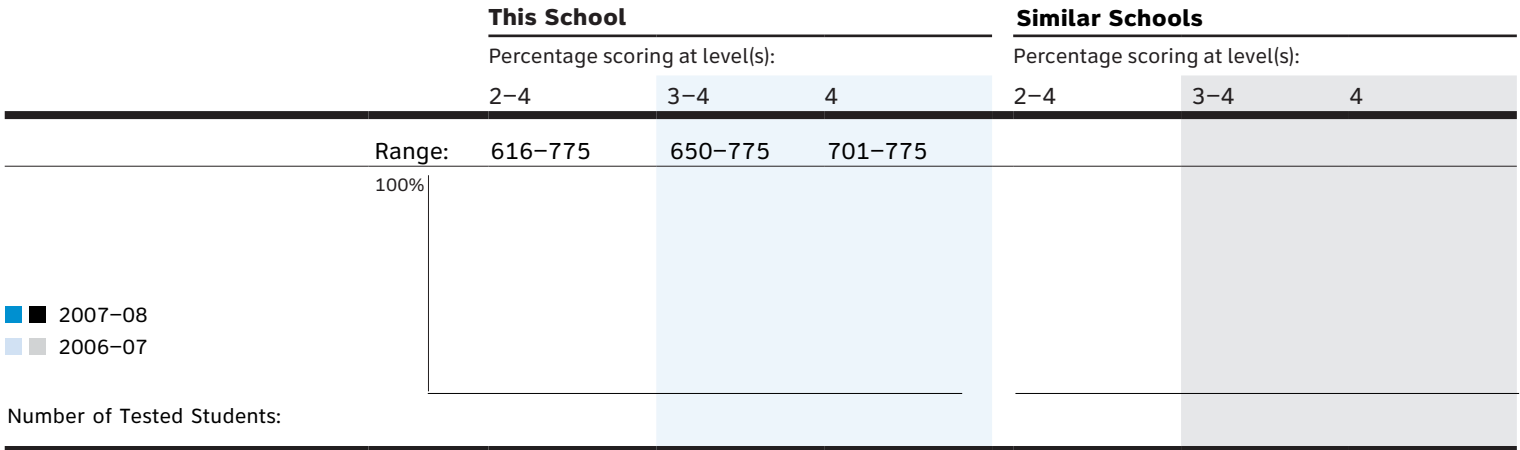 This School Similar Schools
Percentage scoring at level(s): Percentage scoring at level(s):
2–4 3–4 4 2–4 3–4 4
Range: 616–775 650–775 701–775
100%
2007–08
2006–07
Number of Tested Students: